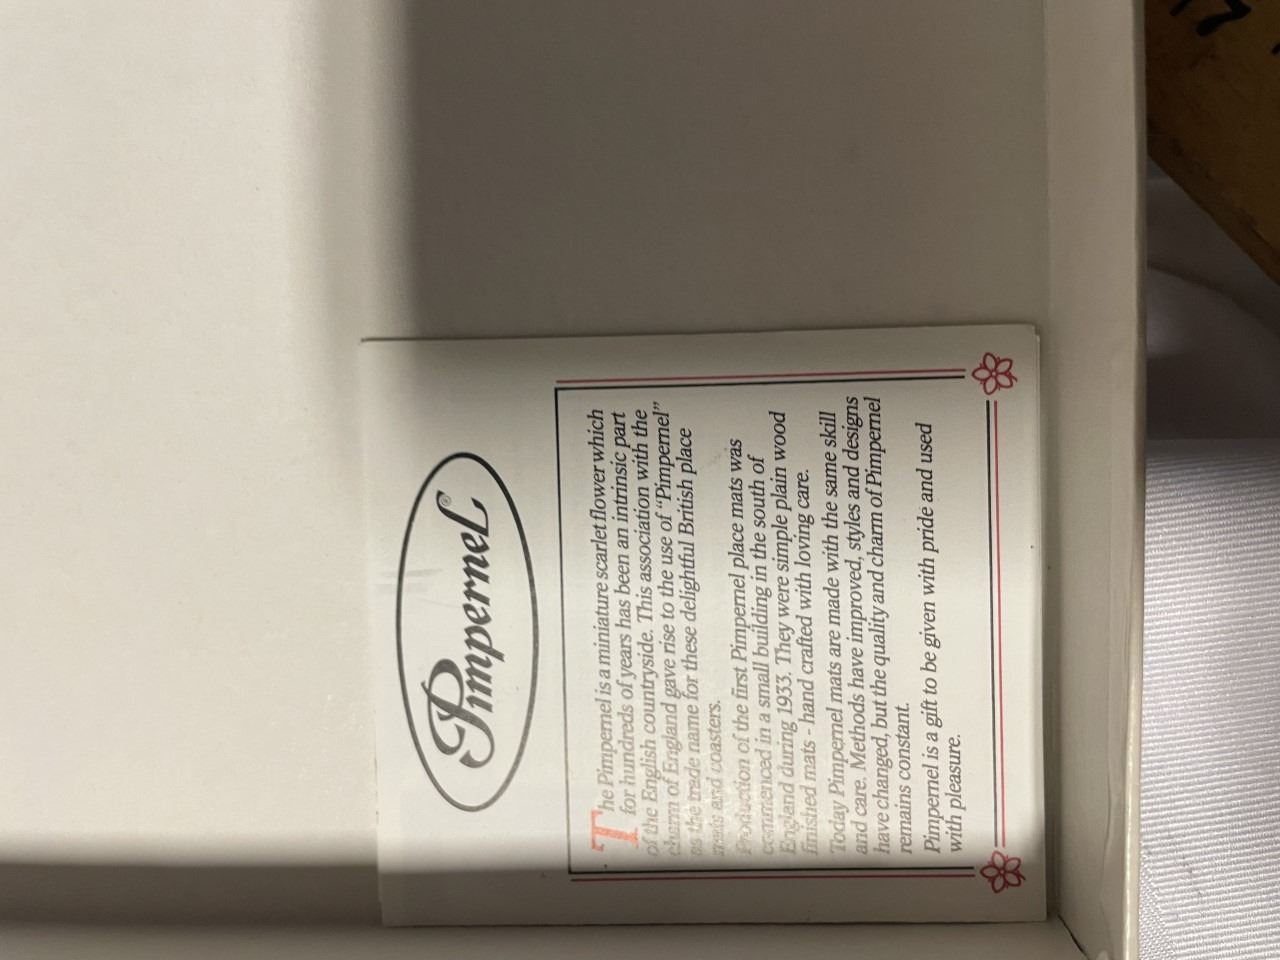 Pimpernel®
The Pimpernel is a miniature scarlet flower which
for hundreds of years has been an intrinsic part
of the English countryside. This association with the
charm of England gave rise to the use of "Pimpernel"
as the trade name for these delightful British place
mats and coasters.
Production of the first Pimpernel place mats was
commenced in a small building in the south of
England during 1933. They were simple plain wood
finished mats - hand crafted with loving care.
Today Pimpernel mats are made with the same skill
and care. Methods have improved, styles and designs
have changed, but the quality and charm of Pimpernel
remains constant.
Pimpernel is a gift to be given with pride and used
with pleasure.